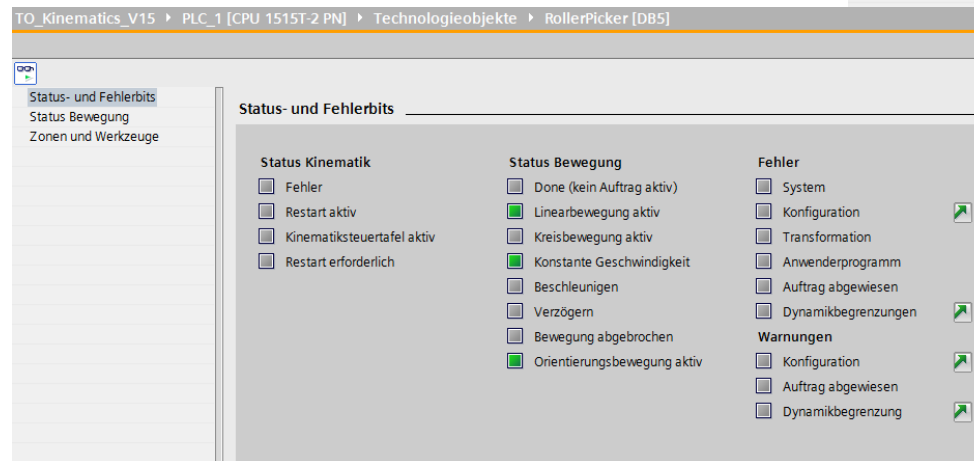 TO_Kinematics_V15 ▸ PLC_1 [CPU 1515T-2 PN] ▸ Technologieobjekte ▸ RollerPicker [DB5]
Status- und Fehlerbits
Status Bewegung
Zonen und Werkzeuge
Status- und Fehlerbits
Status Kinematik
Fehler
Restart aktiv
Kinematiksteuertafel aktiv
Restart erforderlich
Status Bewegung
Done (kein Auftrag aktiv)
Linearbewegung aktiv
Kreisbewegung aktiv
Konstante Geschwindigkeit
Beschleunigen
Verzögern
Bewegung abgebrochen
Orientierungsbewegung aktiv
Fehler
System
Konfiguration
Transformation
Anwenderprogramm
Auftrag abgewiesen
Dynamikbegrenzungen
Warnungen
Konfiguration
Auftrag abgewiesen
Dynamikbegrenzung